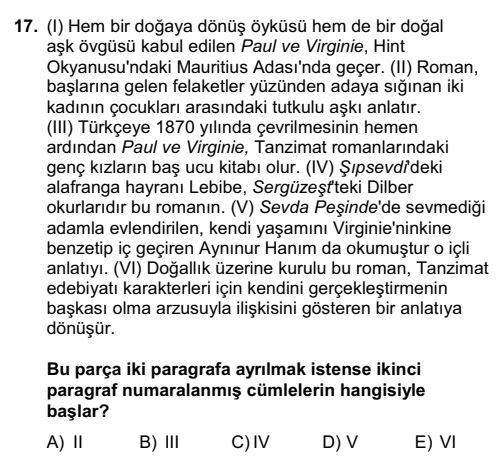 17. (I) Hem bir doğaya dönüş öyküsü hem de bir doğal
aşk övgüsü kabul edilen Paul ve Virginie, Hint
Okyanusu'ndaki Mauritius Adası'nda geçer. (II) Roman,
başlarına gelen felaketler yüzünden adaya sığınan iki
kadının çocukları arasındaki tutkulu aşkı anlatır.
(III) Türkçeye 1870 yılında çevrilmesinin hemen
ardından Paul ve Virginie, Tanzimat romanlarındaki
genç kızların baş ucu kitabı olur. (IV) Şıpsevdi'deki
alafranga hayranı Lebibe, Sergüzeşt'teki Dilber
okurlarıdır bu romanın. (V) Sevda Peşinde'de sevmediği
adamla evlendirilen, kendi yaşamını Virginie'ninkine
benzetip iç geçiren Aynınur Hanım da okumuştur o içli
anlatıyı. (VI) Doğallık üzerine kurulu bu roman, Tanzimat
edebiyatı karakterleri için kendini gerçekleştirmenin
başkası olma arzusuyla ilişkisini gösteren bir anlatıya
dönüşür.
Bu parça iki paragrafa ayrılmak istense ikinci
paragraf numaralanmış cümlelerin hangisiyle
başlar?
A) II B) III C) IV D) V E) VI